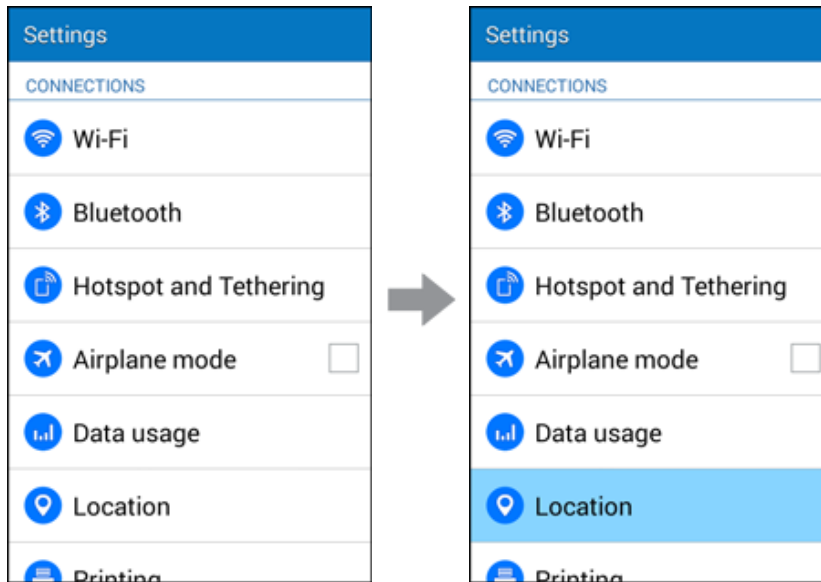 Settings
CONNECTIONS
Wi-Fi
Bluetooth
Hotspot and Tethering
Airplane mode
Data usage
Location
Printing
Settings
CONNECTIONS
Wi-Fi
Bluetooth
Hotspot and Tethering
Airplane mode
Data usage
Location
Printing